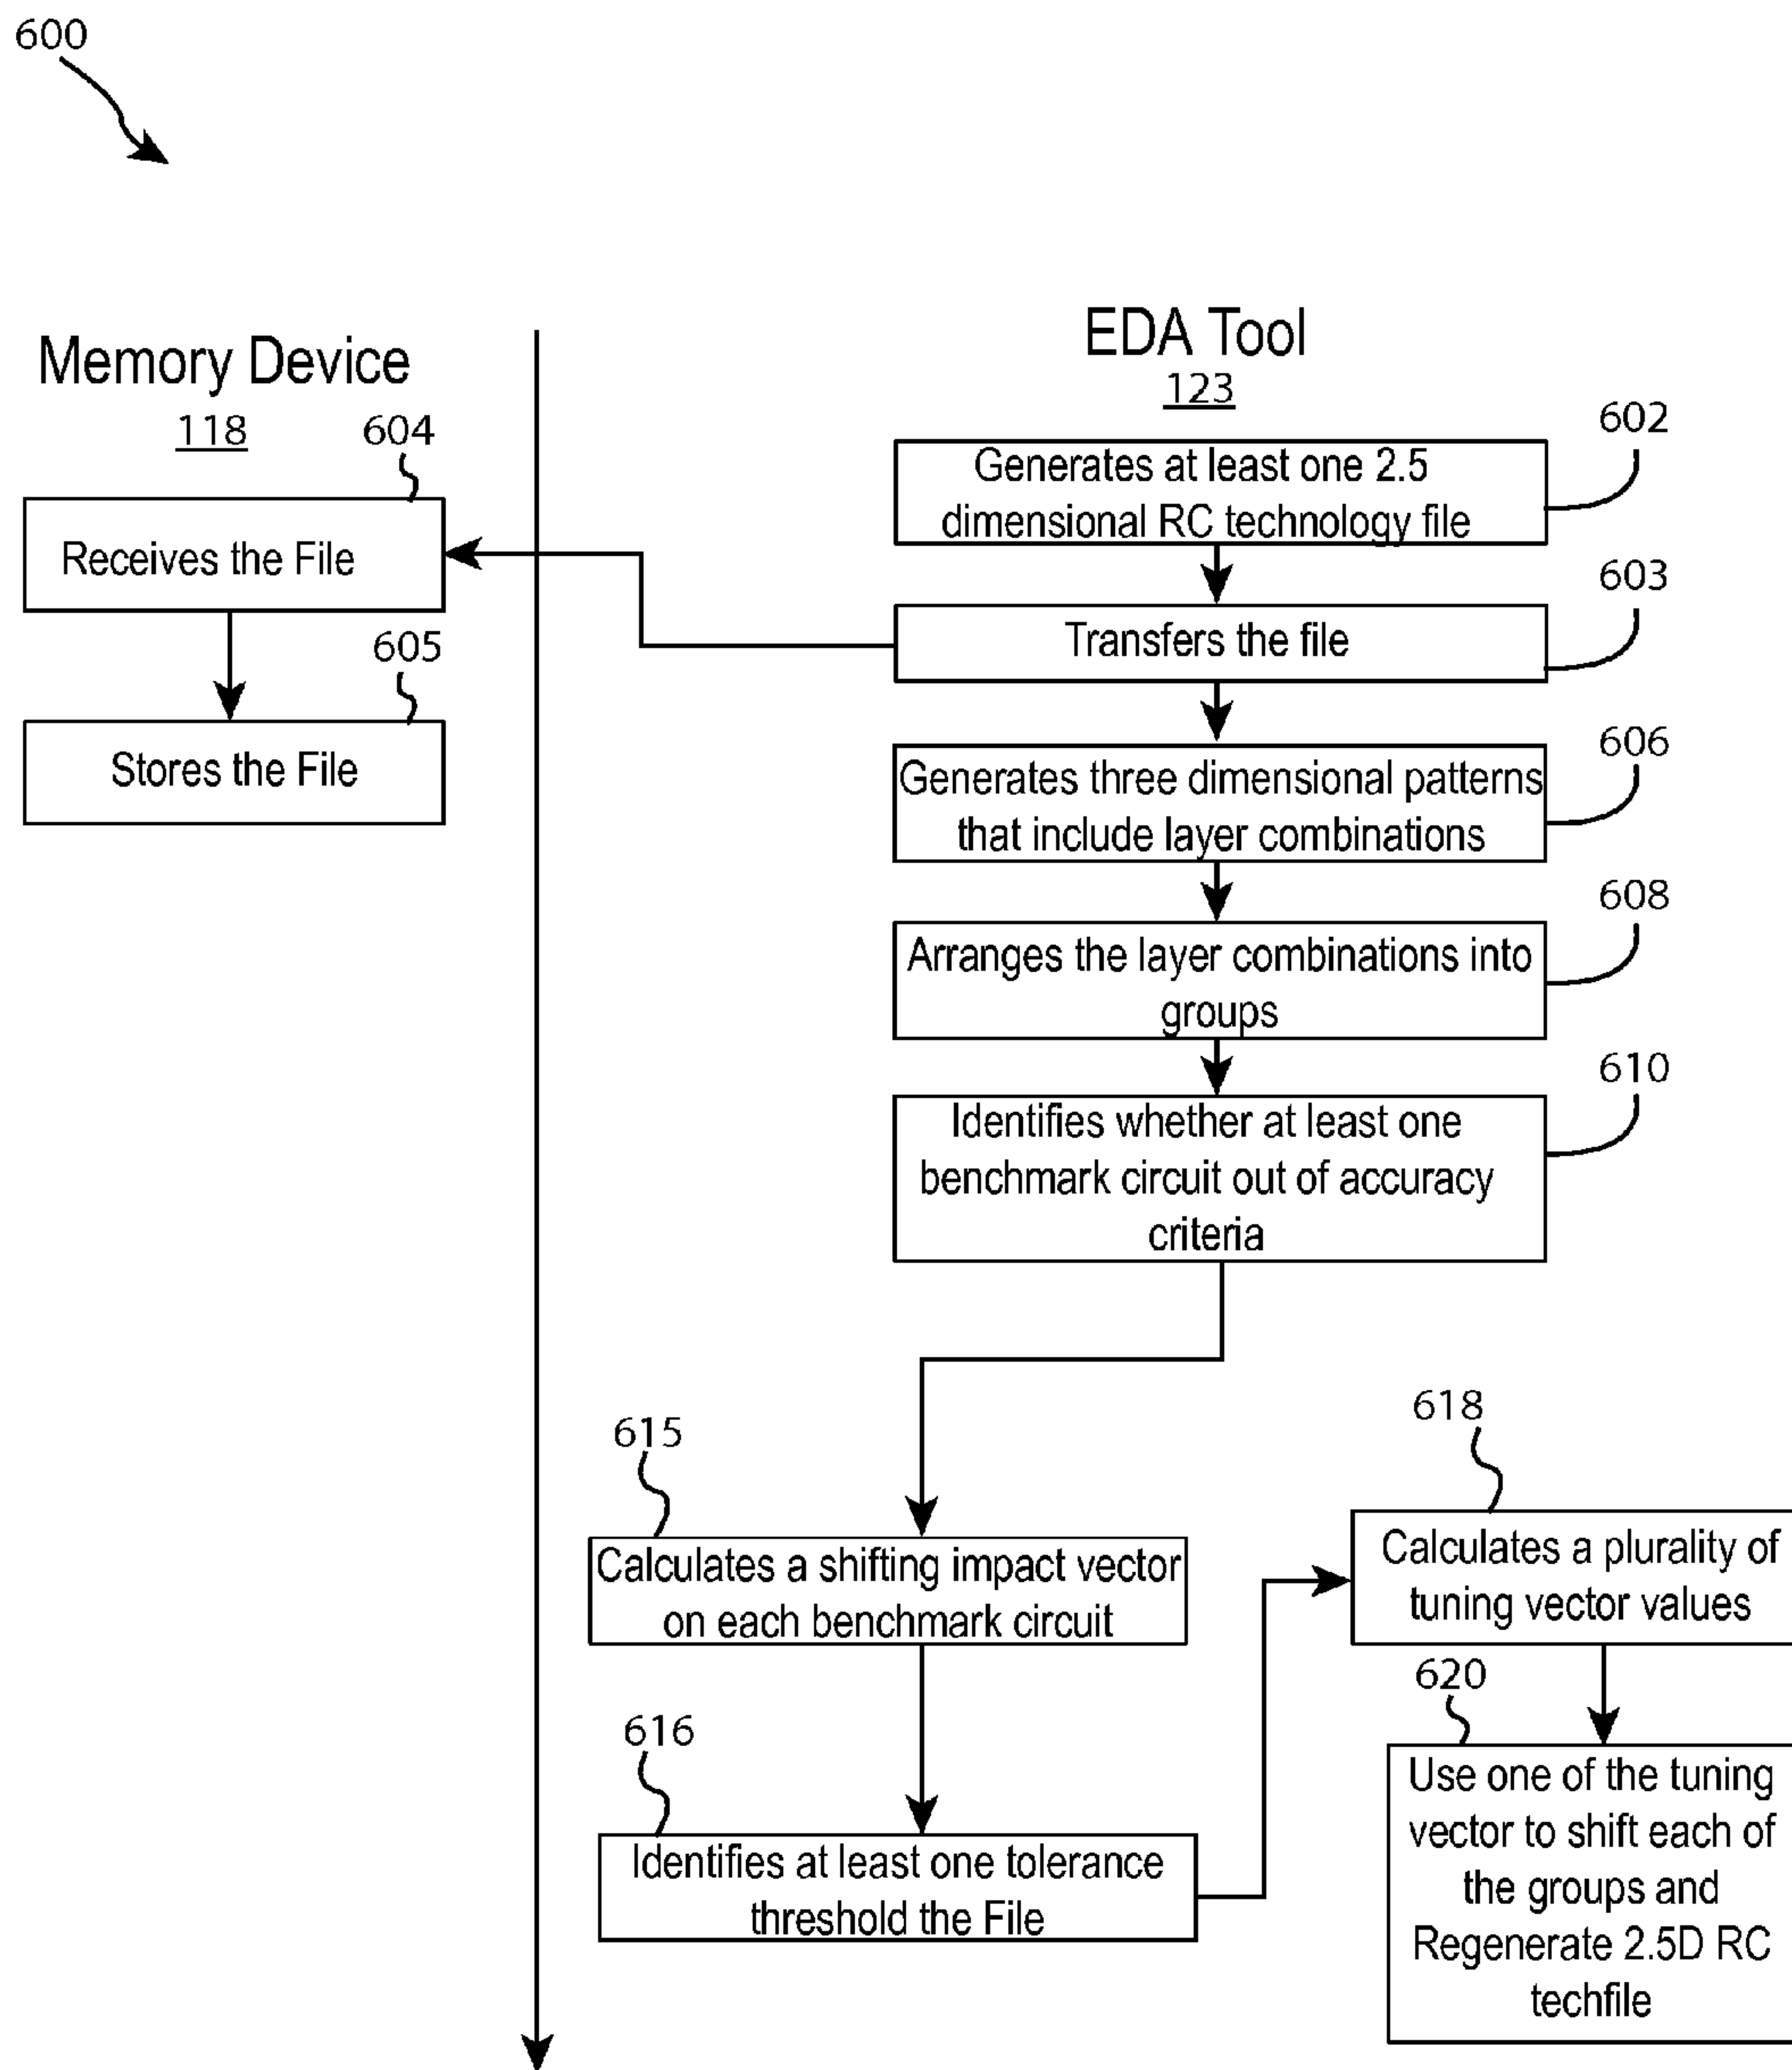 600
Memory Device
118
604
Receives the File
605
Stores the File
EDA Tool
123
602
Generates at least one 2.5
dimensional RC technology file
603
Transfers the file
606
Generates three dimensional patterns
that include layer combinations
608
Arranges the layer combinations into
groups
610
Identifies whether at least one
benchmark circuit out of accuracy
criteria
615
Calculates a shifting impact vector
on each benchmark circuit
616
Identifies at least one tolerance
threshold the File
618
Calculates a plurality of
tuning vector values
620
Use one of the tuning
vector to shift each of
the groups and
Regenerate 2.5D RC
techfile